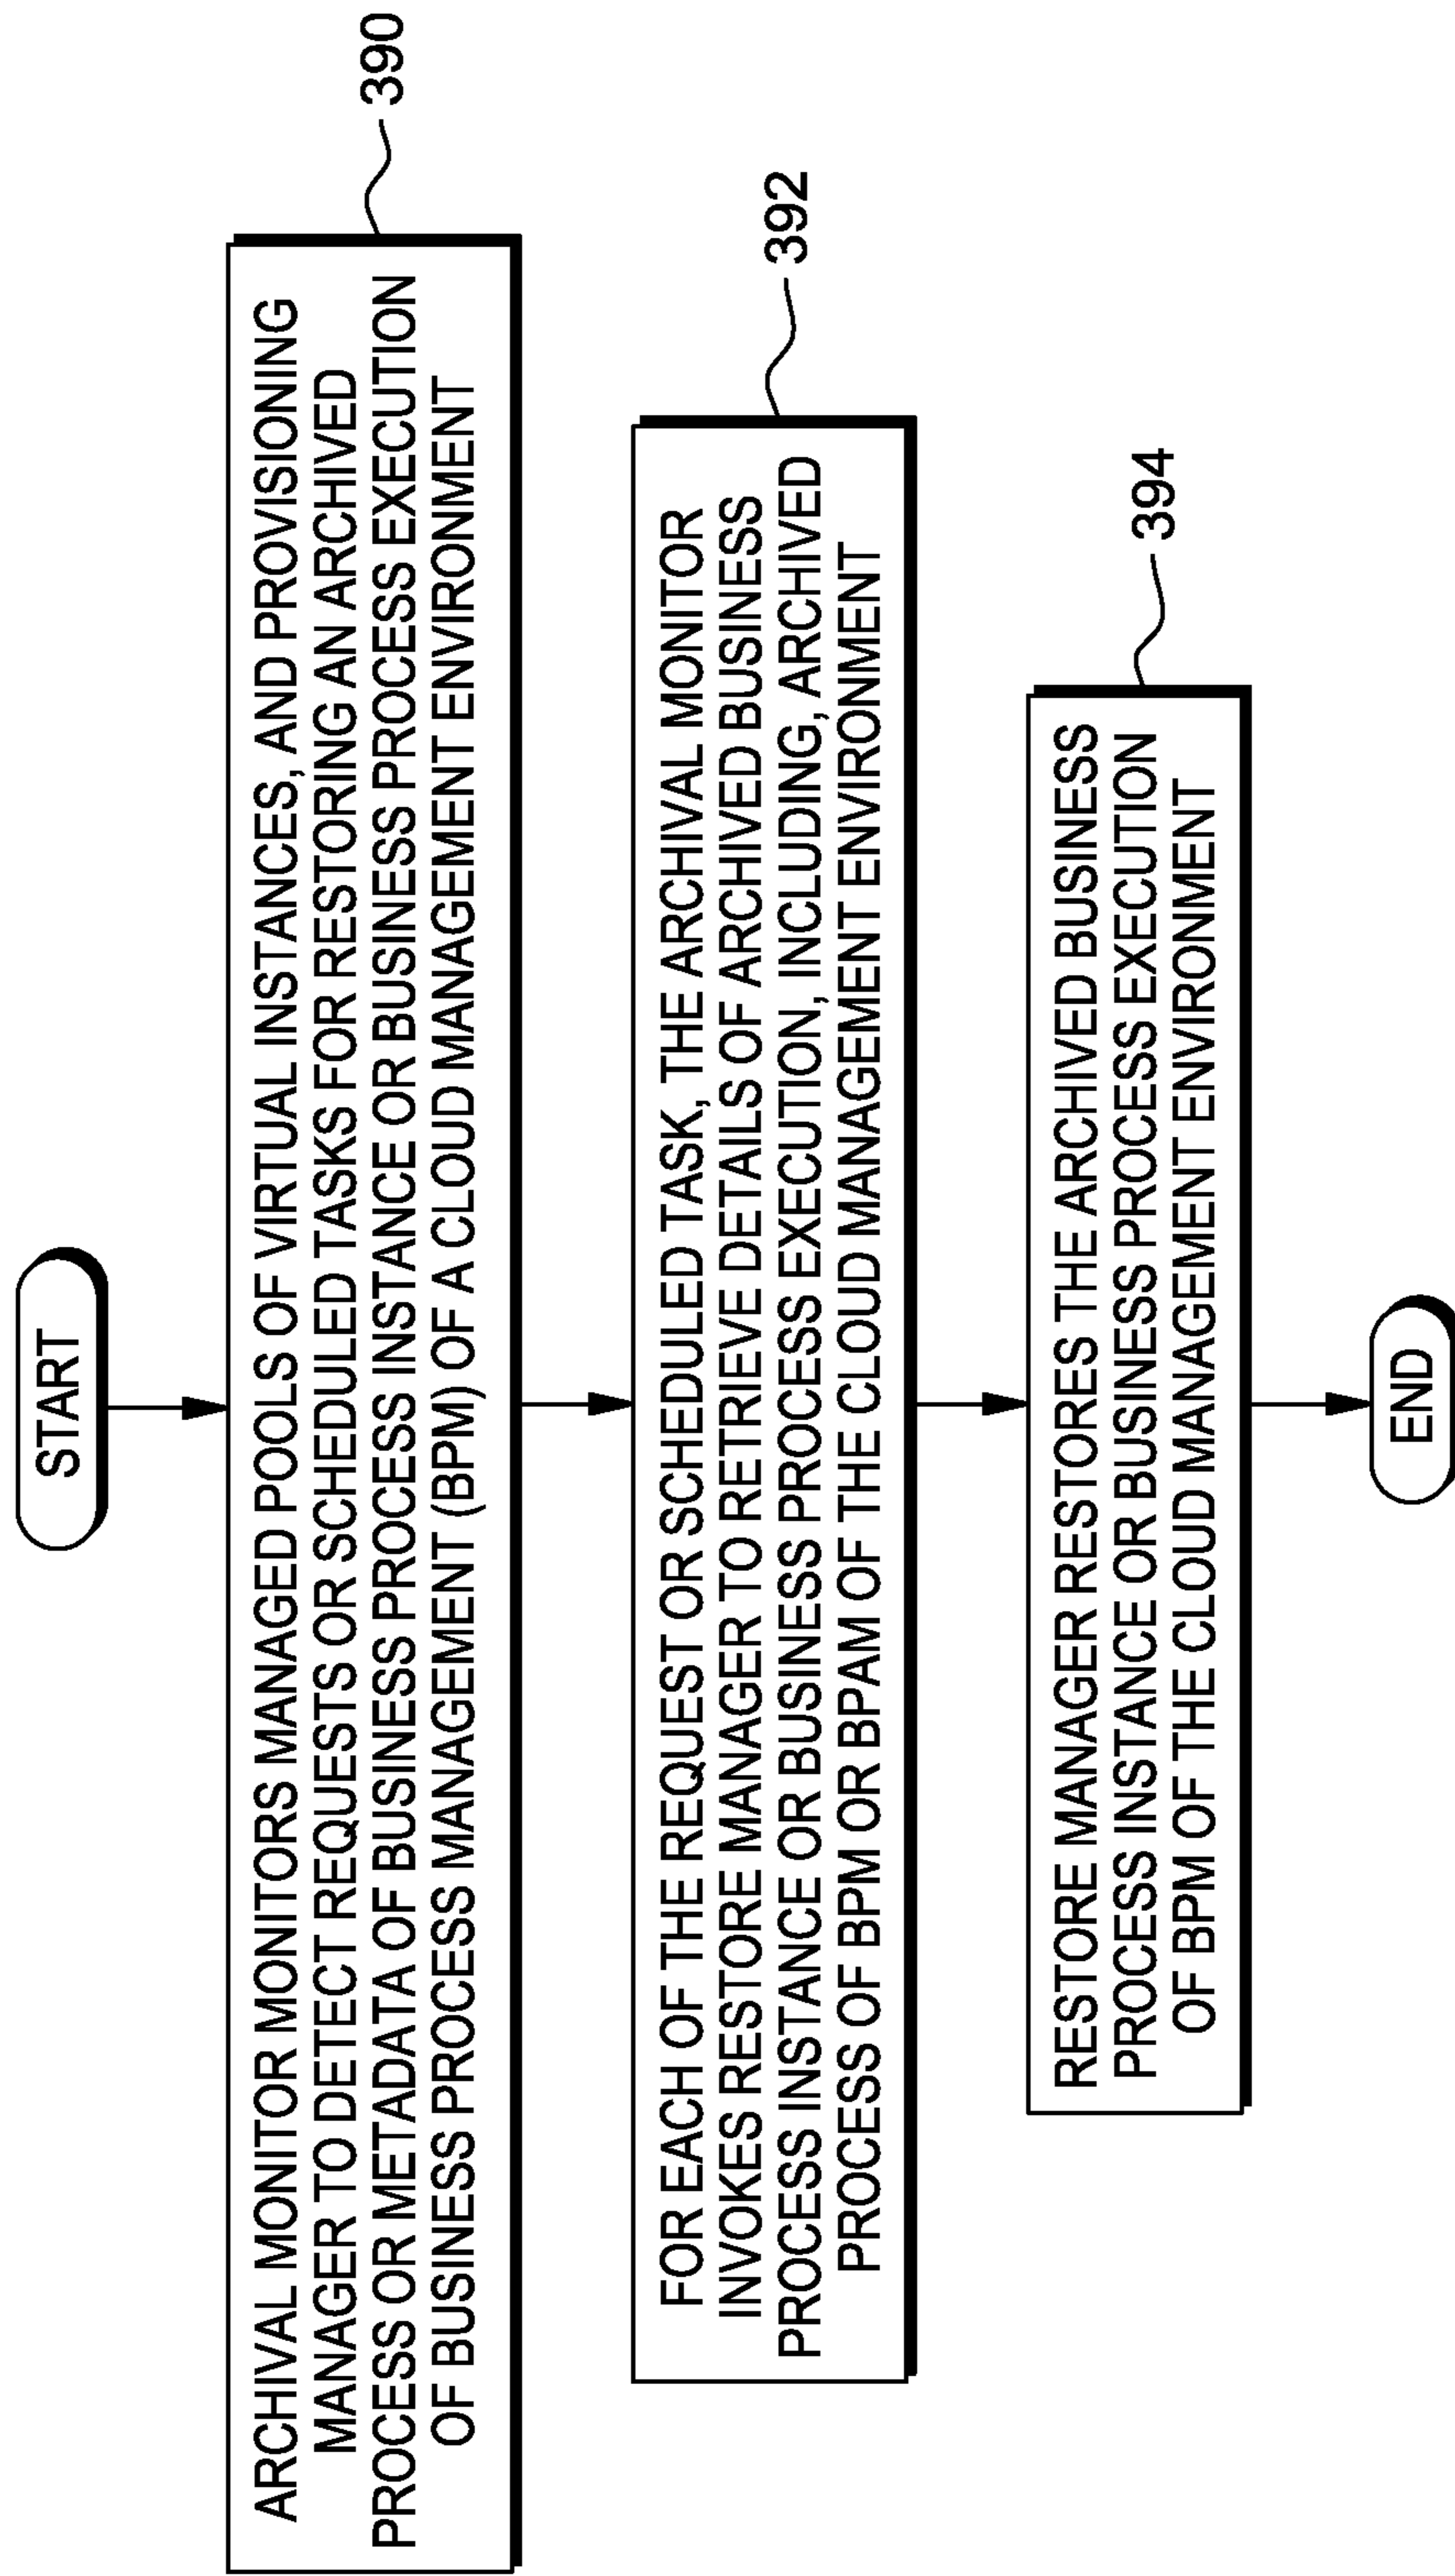 START
ARCHIVAL MONITOR MONITORS MANAGED POOLS OF VIRTUAL INSTANCES, AND PROVISIONING
MANAGER TO DETECT REQUESTS OR SCHEDULED TASKS FOR RESTORING AN ARCHIVED
PROCESS OR METADATA OF BUSINESS PROCESS INSTANCE OR BUSINESS PROCESS EXECUTION
OF BUSINESS PROCESS MANAGEMENT (BPM) OF A CLOUD MANAGEMENT ENVIRONMENT
390
FOR EACH OF THE REQUEST OR SCHEDULED TASK, THE ARCHIVAL MONITOR
INVOKES RESTORE MANAGER TO RETRIEVE DETAILS OF ARCHIVED BUSINESS
PROCESS INSTANCE OR BUSINESS PROCESS EXECUTION, INCLUDING, ARCHIVED
PROCESS OF BPM OR BPAM OF THE CLOUD MANAGEMENT ENVIRONMENT
392
RESTORE MANAGER RESTORES THE ARCHIVED BUSINESS
PROCESS INSTANCE OR BUSINESS PROCESS EXECUTION
OF BPM OF THE CLOUD MANAGEMENT ENVIRONMENT
394
END